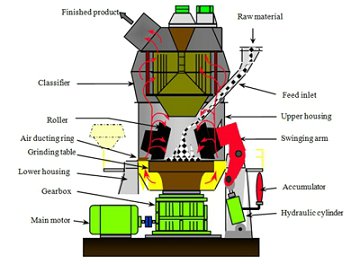 Finished product
Raw material
Classifier
Feed inlet
Roller
Upper housing
Air ducting ring
Swinging arm
Grinding table
Lower housing
Accumulator
Gearbox
Main motor
Hydraulic cylinder